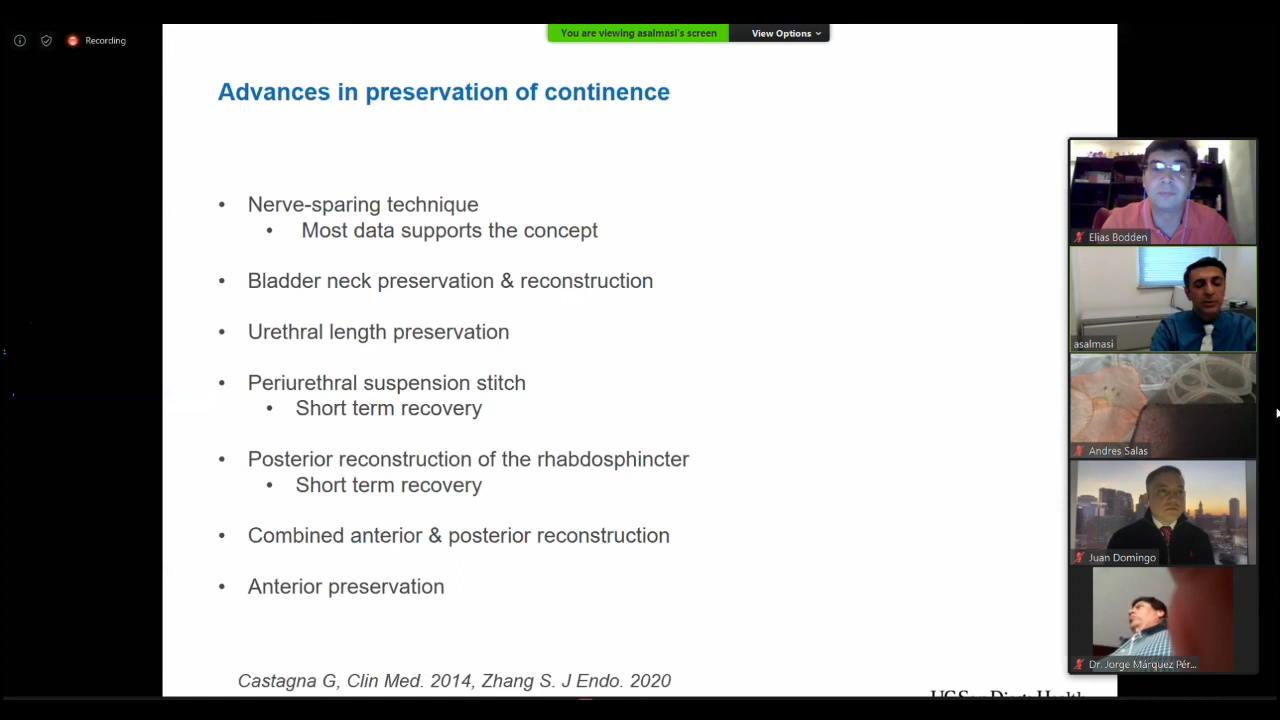 Recording
You are viewing asalmasi's screen
View Options
Advances in preservation of continence
• Nerve-sparing technique
• Most data supports the concept
• Bladder neck preservation & reconstruction
• Urethral length preservation
• Periurethral suspension stitch
• Short term recovery
• Posterior reconstruction of the rhabdosphincter
• Short term recovery
• Combined anterior & posterior reconstruction
• Anterior preservation
Castagna G, Clin Med. 2014, Zhang S. J Endo. 2020
Elias Bodden
asalmasi
Andres Salas
Juan Domingo
Dr. Jorge Márquez Pér...